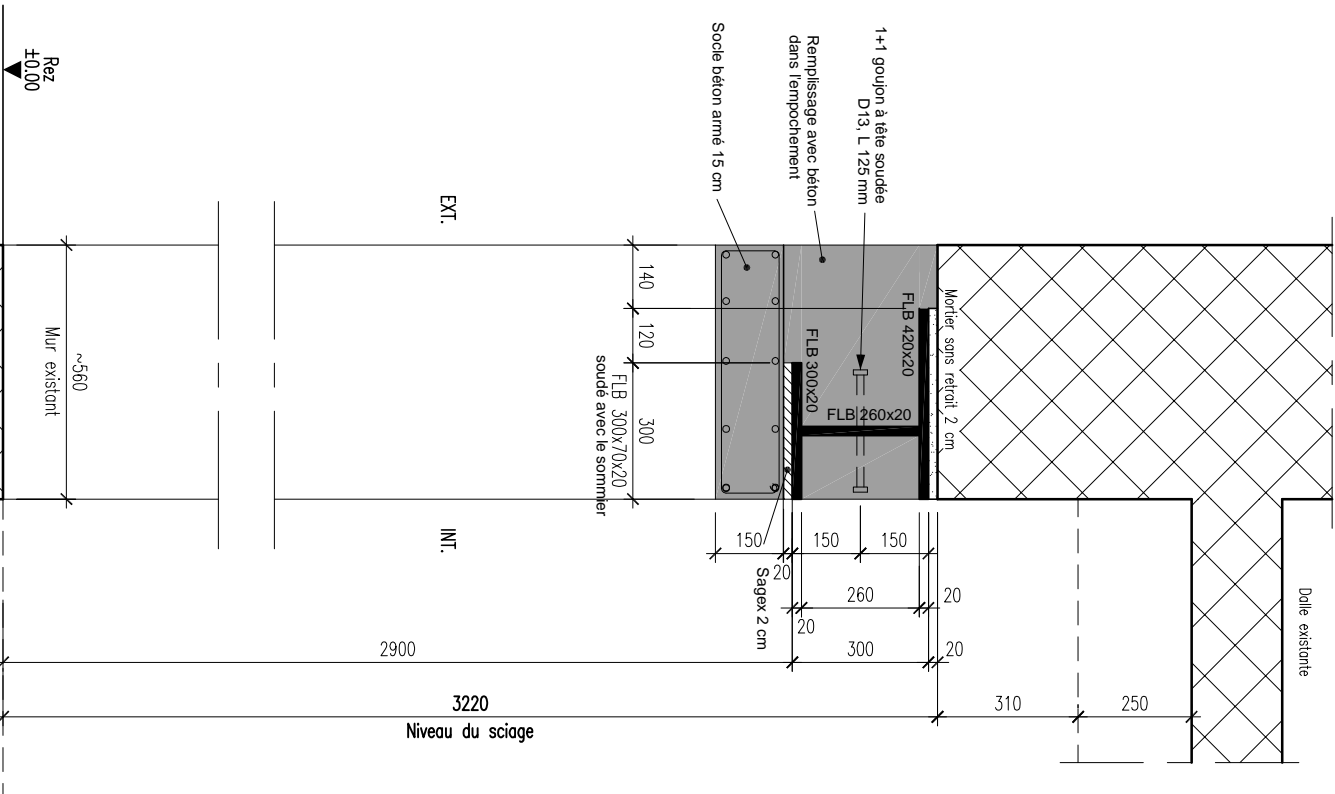 Rez
±0.00
Socle béton armé 15 cm
Remplissage avec béton
dans l'empochement
1+1 goujon à tête soudée
D13, L 125 mm
EXT.
140
120
300
FLB 300x70x20
soudé avec le sommier
Mortier sans retrait 2 cm
FLB 420x20
FLB 300x20
FLB 260x20
~560
Mur existant
INT.
150
20
150
150
Sagex 2 cm
20
260
20
2900
300
20
3220
Niveau du sciage
310
250
Dalle existante